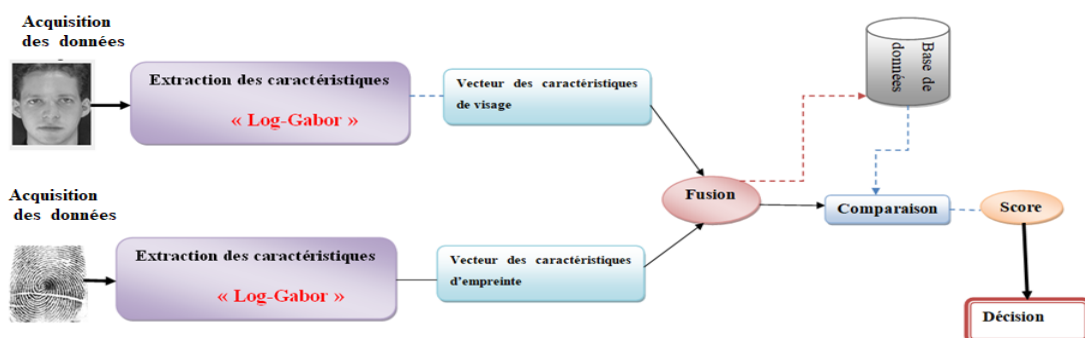 Acquisition
des données
Extraction des caractéristiques
« Log-Gabor »
Vecteur des caractéristiques
de visage
Base de
données
Acquisition
des données
Extraction des caractéristiques
« Log-Gabor »
Vecteur des caractéristiques
d'empreinte
Fusion
Comparaison
Score
Décision